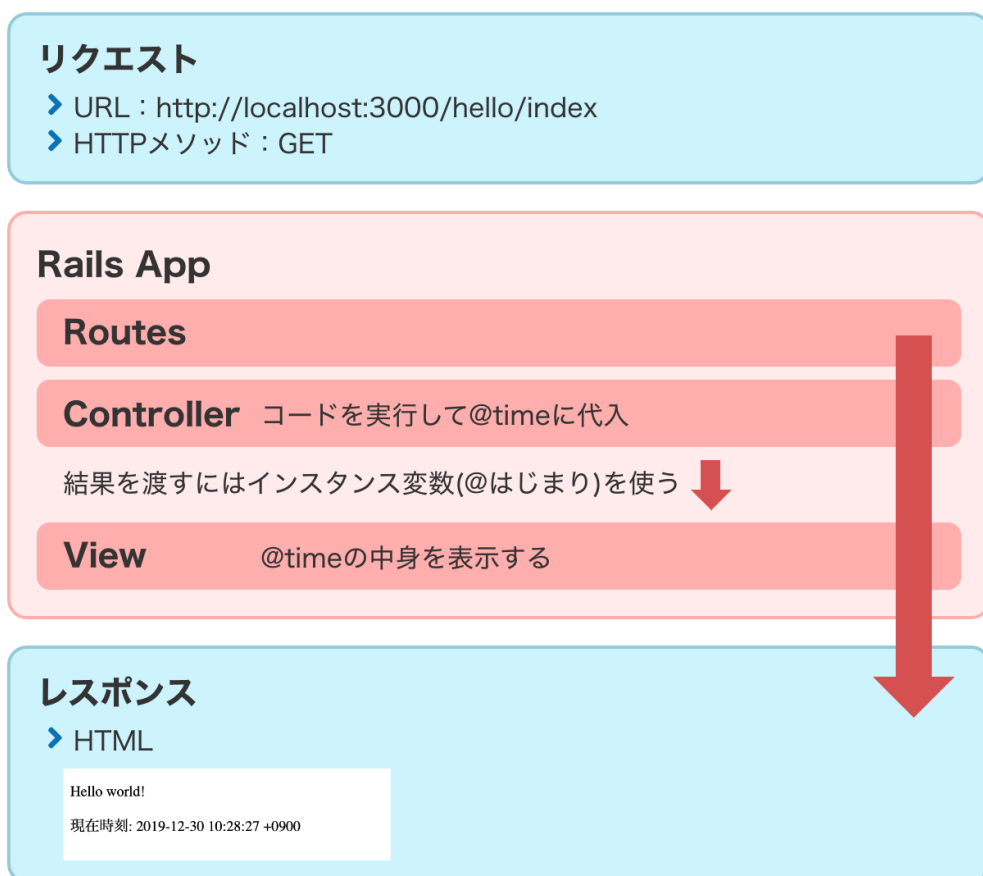 リクエスト
URL：http://localhost:3000/hello/index
HTTPメソッド：GET
Rails App
Routes
Controller コードを実行して@timeに代入
結果を渡すにはインスタンス変数(@はじまり)を使う
View @timeの中身を表示する
レスポンス
HTML
Hello world!
現在時刻: 2019-12-30 10:28:27 +0900